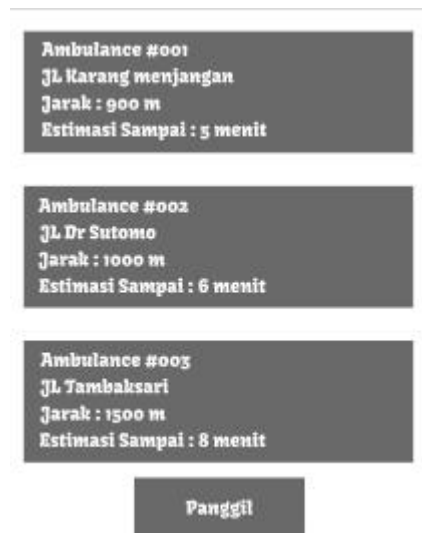 Ambulance #001
JL Karang menjangan
Jarak : 900 m
Estimasi Sampai : 5 menit
Ambulance #002
JL Dr Sutomo
Jarak : 1000 m
Estimasi Sampai : 6 menit
Ambulance #003
JL Tambaksari
Jarak : 1500 m
Estimasi Sampai : 8 menit
Panggil